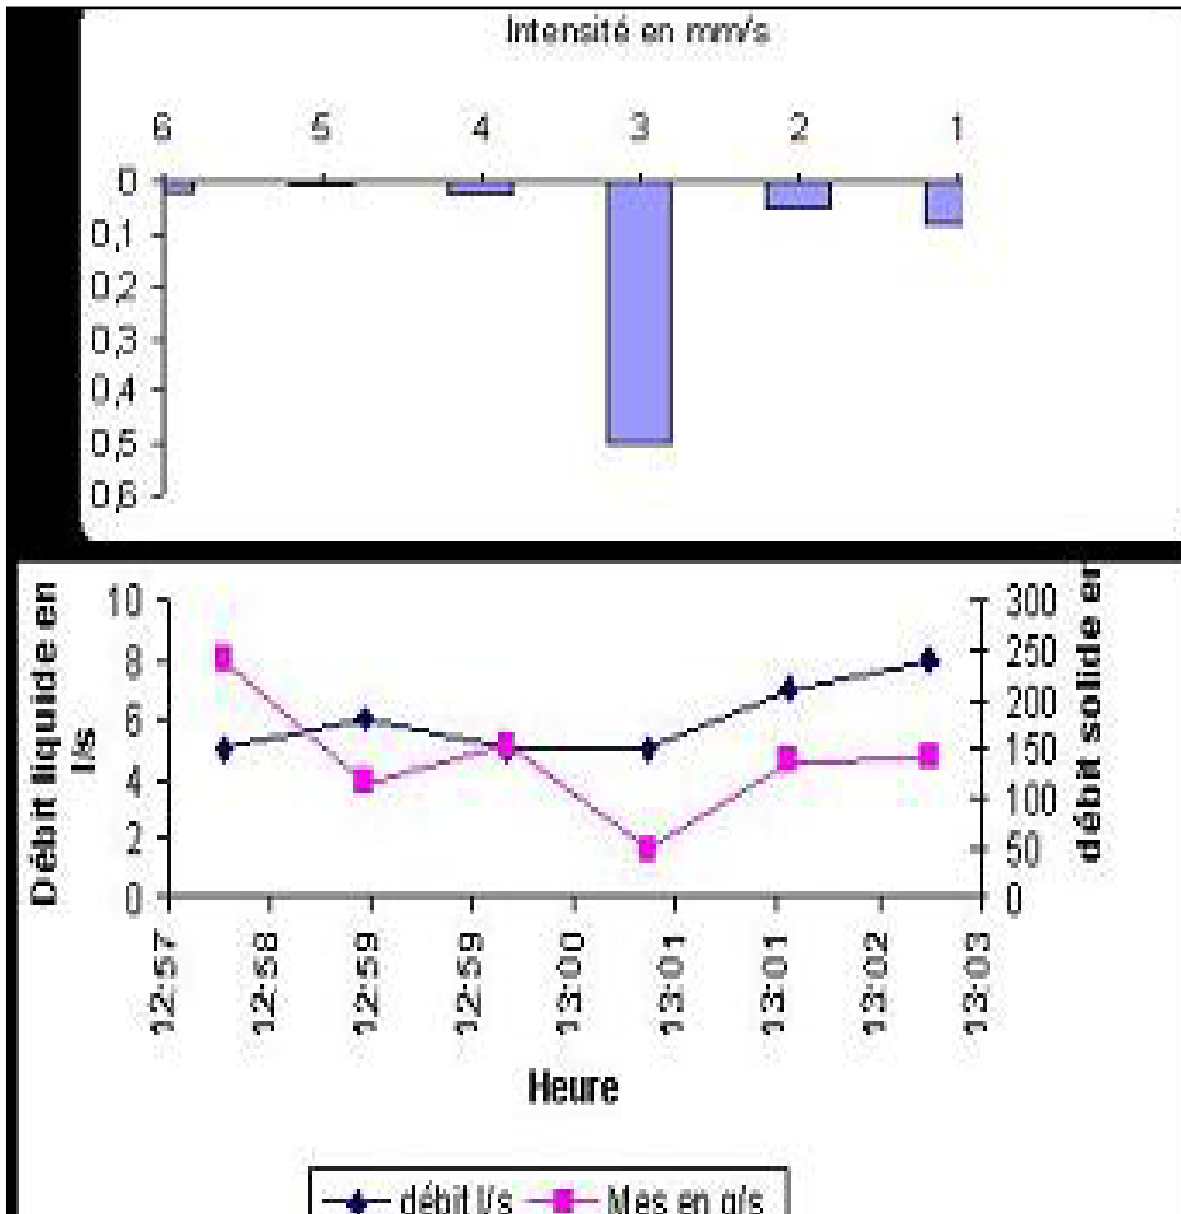 Intensité en mm/s
6 5 4 3 2 1
0
0,1
0,2
0,3
0,4
0,5
0,6
Débit liquide en
l/s
10
8
6
4
2
0
300
250
200
150
100
50
0
débit solide en
12:57 12:58 12:59 12:59 13:00 13:01 13:01 13:02 13:03
Heure
débit l/s Mes en g/s